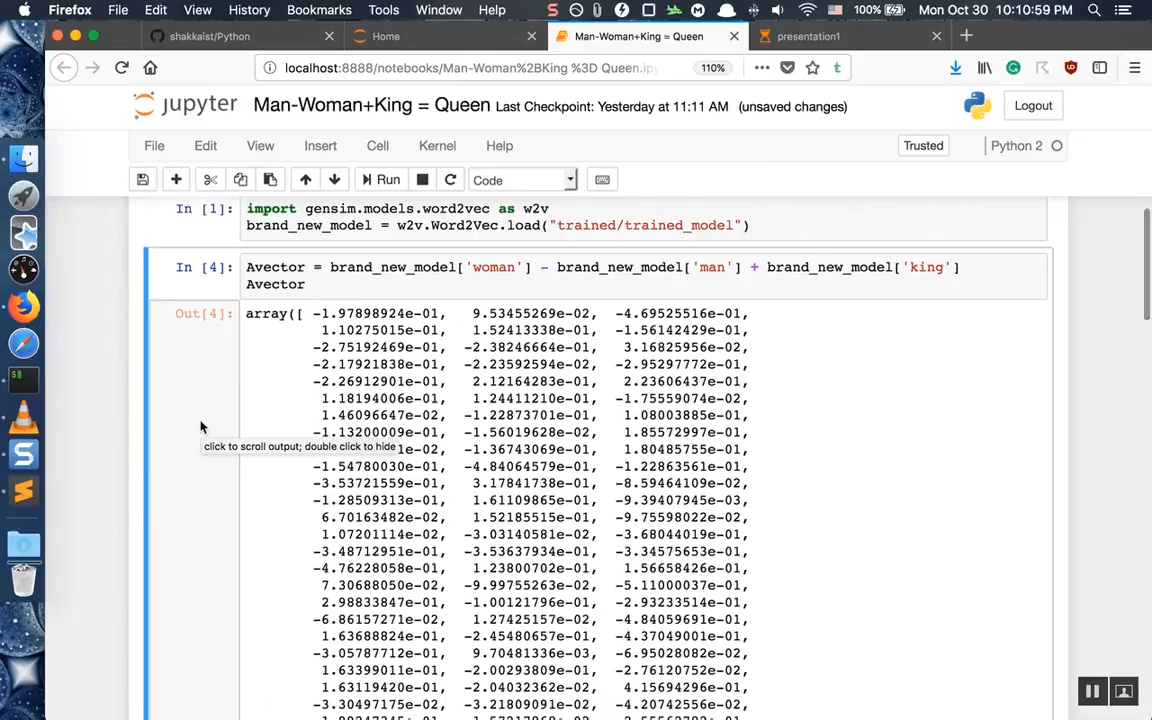 Firefox File Edit View History Bookmarks Tools Window Help 100% Mon Oct 30 10:10:59 PM
shakkaist/Python Home Man-Woman+King = Queen presentation1
localhost:8888/notebooks/Man-Woman%2BKing %3D Queen.ipy 110%
jupyter Man-Woman+King = Queen Last Checkpoint: Yesterday at 11:11 AM (unsaved changes) Logout
File Edit View Insert Cell Kernel Help Trusted Python 2
Run Code
In [1]: import gensim.models.word2vec as w2v
brand_new_model = w2v.Word2Vec.load("trained/trained_model")
In [4]: Avector = brand_new_model['woman'] - brand_new_model['man'] + brand_new_model['king']
Avector
Out[4]: array([ -1.97898924e-01, 9.53455269e-02, -4.69525516e-01,
1.10275015e-01, 1.52413338e-01, -1.56142429e-01,
-2.75192469e-01, -2.38246664e-01, 3.16825956e-02,
-2.17921838e-01, -2.23592594e-02, -2.95297772e-01,
-2.26912901e-01, 2.12164283e-01, 2.23606437e-01,
1.18194006e-01, 1.24411210e-01, -1.75559074e-02,
1.46096647e-02, -1.22873701e-01, 1.08003885e-01,
-1.13200009e-01, -1.56019628e-02, 1.85572997e-01,
click to scroll output; double click to hide 1e-02, -1.36743069e-01, 1.80485755e-01,
-1.54780030e-01, -4.84064579e-01, -1.22863561e-01,
-3.53721559e-01, 3.17841738e-01, -8.59464109e-02,
-1.28509313e-01, 1.61109865e-01, -9.39407945e-03,
6.70163482e-02, 1.52185515e-01, -9.75598022e-02,
1.07201114e-02, -3.03140581e-02, -3.68044019e-01,
-3.48712951e-01, -3.53637934e-01, -3.34575653e-01,
-4.76228058e-01, 1.23800702e-01, 1.56658426e-01,
7.30688050e-02, -9.99755263e-02, -5.11000037e-01,
2.98833847e-01, -1.00121796e-01, -2.93233514e-01,
-6.86157271e-02, 1.27425157e-02, -4.84059691e-01,
1.63688824e-01, -2.45480657e-01, -4.37049001e-01,
-3.05787712e-01, 9.70481336e-03, -6.95028082e-02,
1.63399011e-01, -2.00293809e-01, -2.76120752e-02,
1.63119420e-01, -2.04032362e-02, 4.15694296e-01,
-3.30497175e-01, -3.21809091e-01, -4.20742556e-01,